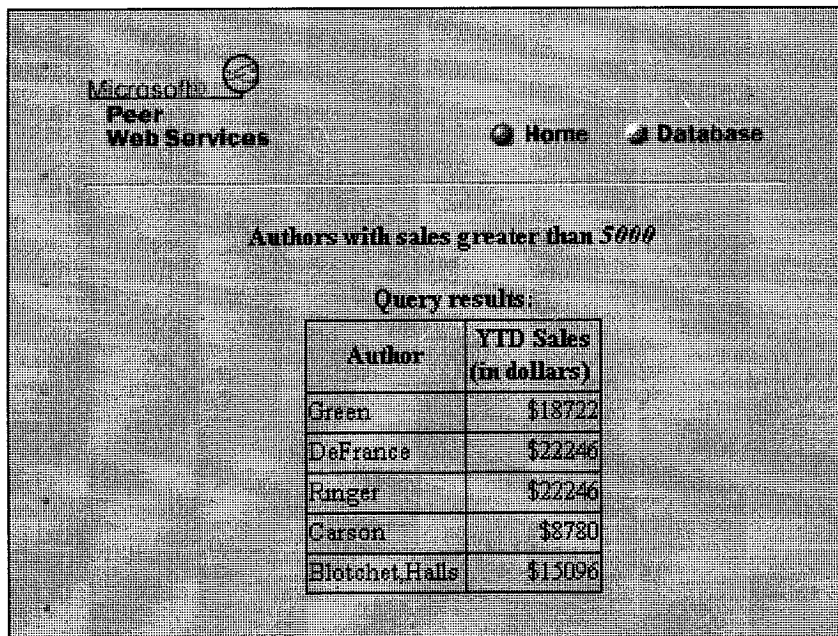 Microsoft®
Peer
Web Services
Home Database
Authors with sales greater than 5000
Query results:
Author YTD Sales
(in dollars)
Green $18722
DeFrance $22246
Ringer $22246
Carson $8780
Blotchet,Halls $15096